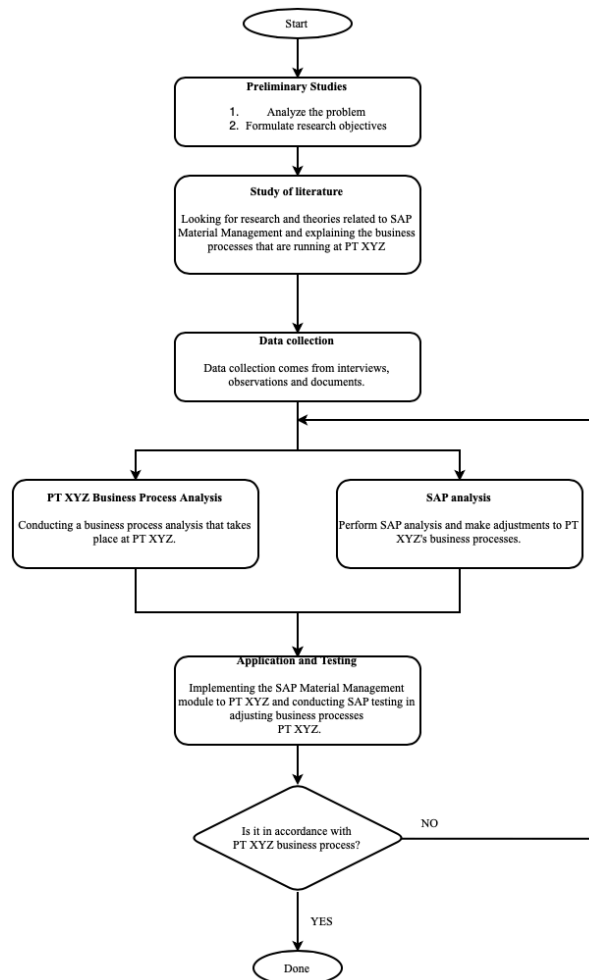 Start
Preliminary Studies
1. Analyze the problem
2. Formulate research objectives
Study of literature
Looking for research and theories related to SAP
Material Management and explaining the business
processes that are running at PT XYZ
Data collection
Data collection comes from interviews,
observations and documents.
PT XYZ Business Process Analysis
Conducting a business process analysis that takes
place at PT XYZ.
SAP analysis
Perform SAP analysis and make adjustments to PT
XYZ's business processes.
Application and Testing
Implementing the SAP Material Management
module to PT XYZ and conducting SAP testing in
adjusting business processes
PT XYZ.
Is it in accordance with
PT XYZ business process?
NO
YES
Done